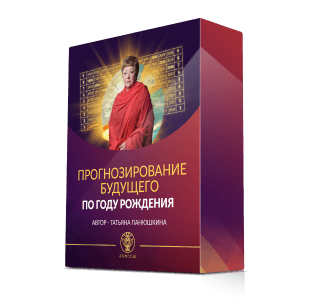 ПРОГНОЗИРОВАНИЕ
БУДУЩЕГО
ПО ГОДУ РОЖДЕНИЯ
АВТОР - ТАТЬЯНА ПАНЮШКИНА